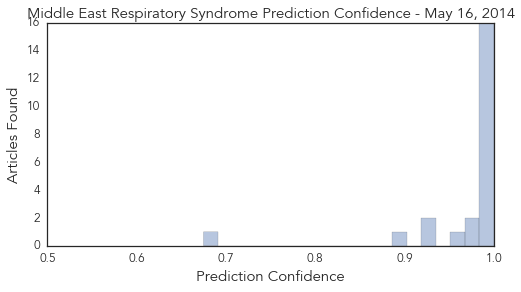 Middle East Respiratory Syndrome Prediction Confidence - May 16, 2014
16
14
12
10
8
6
4
2
0
Articles Found
0.5 0.6 0.7 0.8 0.9 1.0
Prediction Confidence